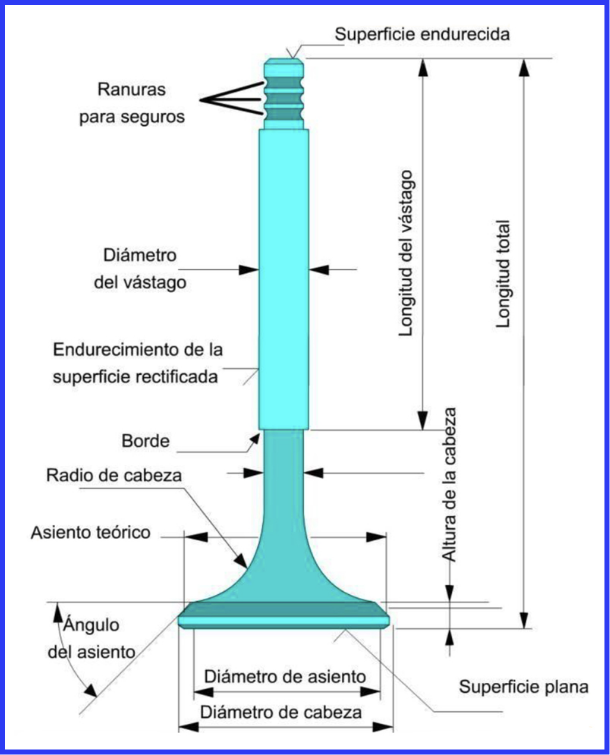 Superficie endurecida
Ranuras
para seguros
Longitud del vástago
Longitud total
Diámetro
del vástago
Endurecimiento de la
superficie rectificada
Borde
Radio de cabeza
Altura de la cabeza
Asiento teórico
Ángulo
del asiento
Diámetro de asiento
Superficie plana
Diámetro de cabeza